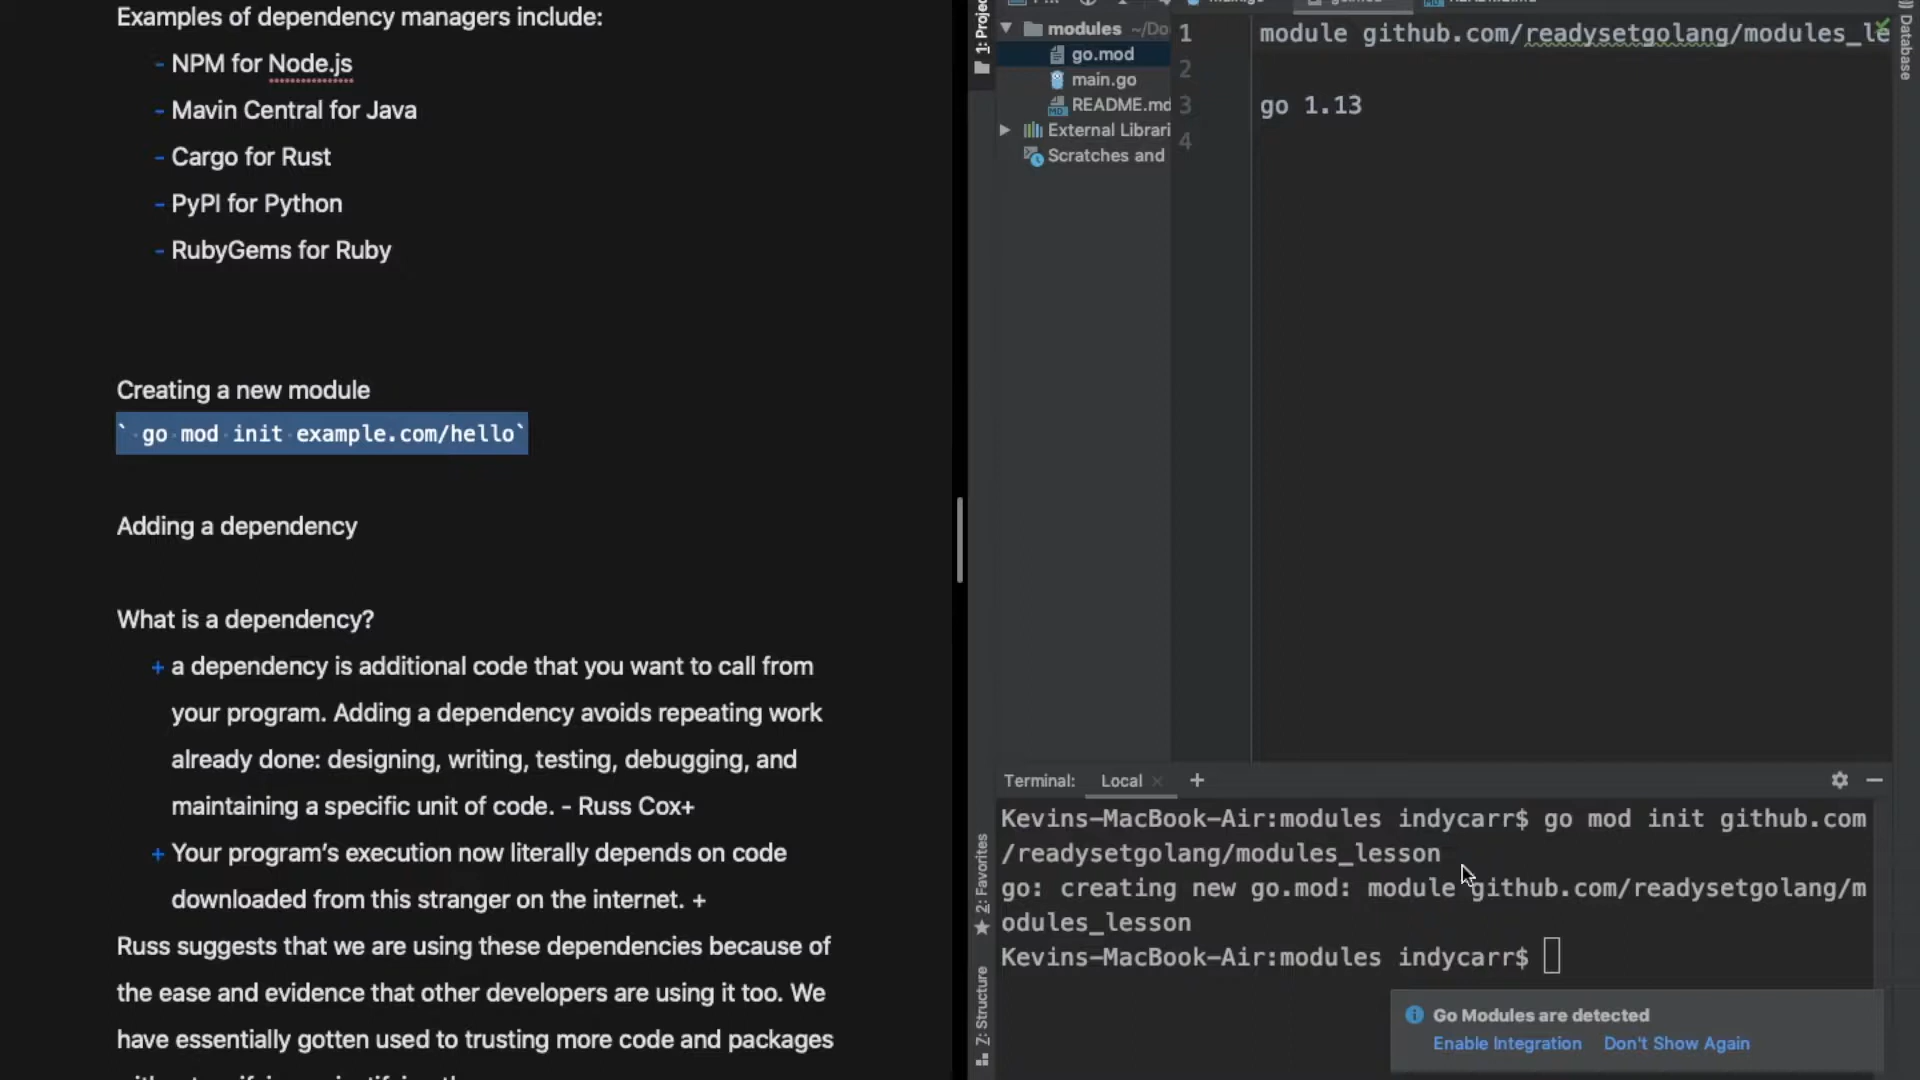 Examples of dependency managers include:
- NPM for Node.js
- Mavin Central for Java
- Cargo for Rust
- PyPI for Python
- RubyGems for Ruby
Creating a new module
` go mod init example.com/hello`
Adding a dependency
What is a dependency?
+ a dependency is additional code that you want to call from
your program. Adding a dependency avoids repeating work
already done: designing, writing, testing, debugging, and
maintaining a specific unit of code. - Russ Cox+
+ Your program’s execution now literally depends on code
downloaded from this stranger on the internet. +
Russ suggests that we are using these dependencies because of
the ease and evidence that other developers are using it too. We
have essentially gotten used to trusting more code and packages
1: Projec
modules ~/Do
go.mod
main.go
README.md
External Librari
Scratches and
1 module github.com/readysetgolang/modules_le
2
3 go 1.13
4
Database
2: Favorites
Z: Structure
Terminal: Local × +
Kevins-MacBook-Air:modules indycarr$ go mod init github.com
/readysetgolang/modules_lesson
go: creating new go.mod: module github.com/readysetgolang/m
odules_lesson
Kevins-MacBook-Air:modules indycarr$
Go Modules are detected
Enable Integration Don't Show Again